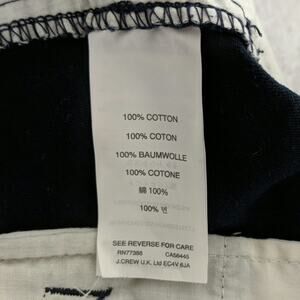 100% COTTON
100% COTON
100% BAUMWOLLE
100% COTONE
綿 100%
100% 면
SEE REVERSE FOR CARE
RN77388 CA56445
J.CREW U.K. Ltd EC4V 6JA